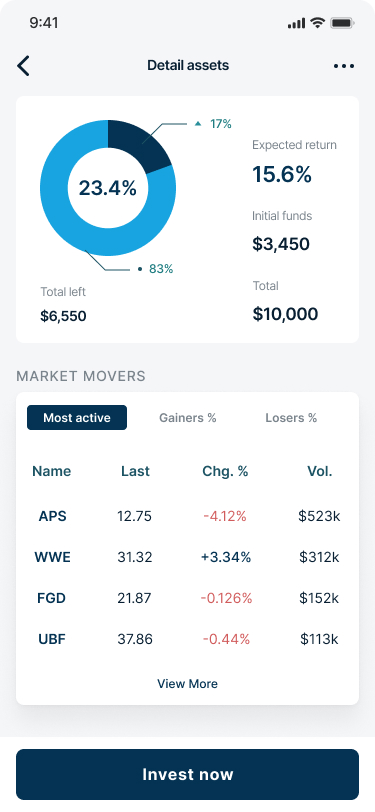 9:41
Detail assets
17%
23.4%
83%
Expected return
15.6%
Initial funds
$3,450
Total left
$6,550
Total
$10,000
MARKET MOVERS
Most active Gainers % Losers %
Name Last Chg. % Vol.
APS 12.75 -4.12% $523k
WWE 31.32 +3.34% $312k
FGD 21.87 -0.126% $152k
UBF 37.86 -0.44% $113k
View More
Invest now